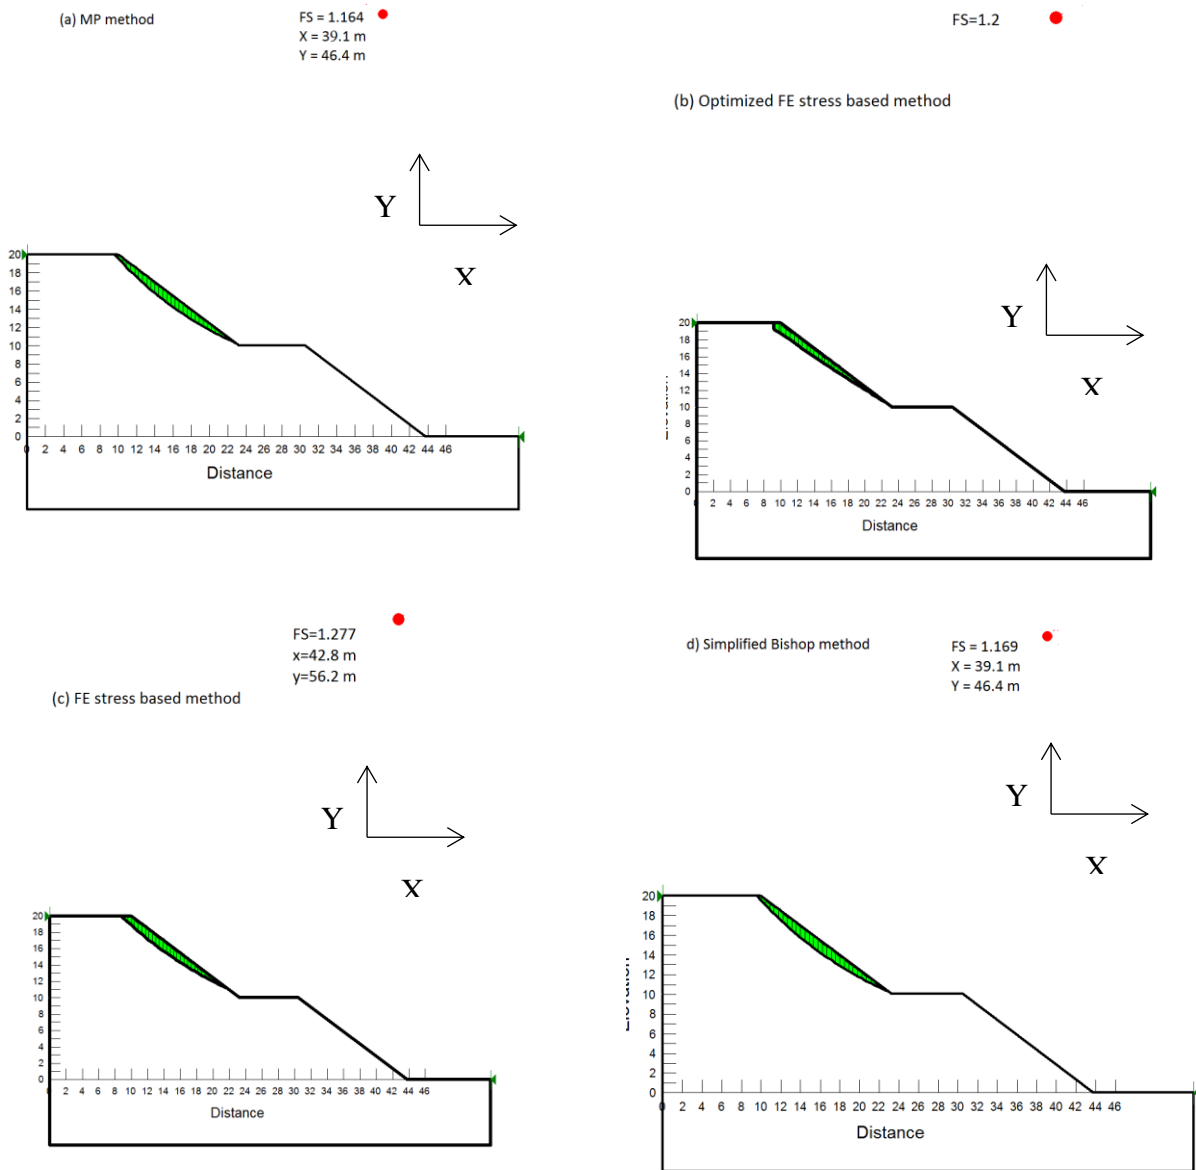 (a) MP method
FS = 1.164
X = 39.1 m
Y = 46.4 m
Y
X
20
18
16
14
12
10
8
6
4
2
0
0 2 4 6 8 10 12 14 16 18 20 22 24 26 28 30 32 34 36 38 40 42 44 46
Distance
FS=1.2
(b) Optimized FE stress based method
Y
X
20
18
16
14
12
10
8
6
4
2
0
2 4 6 8 10 12 14 16 18 20 22 24 26 28 30 32 34 36 38 40 42 44 46
Distance
FS=1.277
x=42.8 m
y=56.2 m
(c) FE stress based method
Y
X
20
18
16
14
12
10
8
6
4
2
0
2 4 6 8 10 12 14 16 18 20 22 24 26 28 30 32 34 36 38 40 42 44 46
Distance
d) Simplified Bishop method
FS = 1.169
X = 39.1 m
Y = 46.4 m
Y
X
20
18
16
14
12
10
8
6
4
2
0
0 2 4 6 8 10 12 14 16 18 20 22 24 26 28 30 32 34 36 38 40 42 44 46
Distance